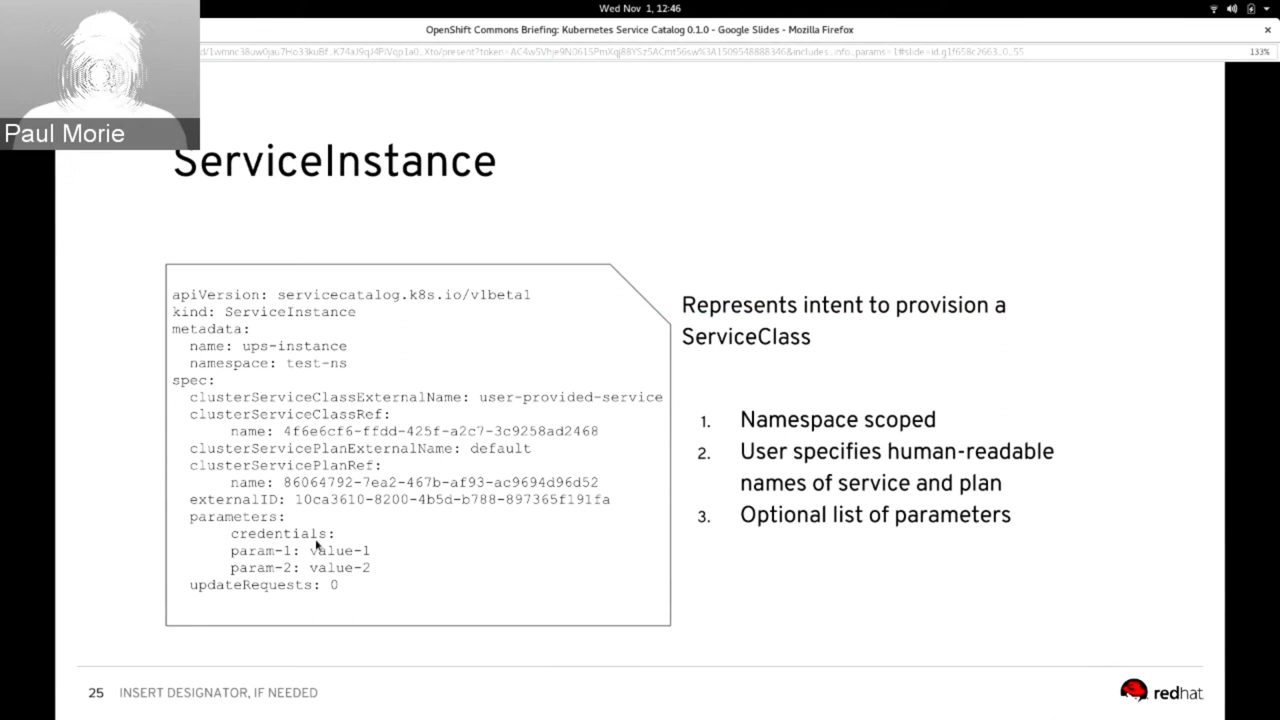 Wed Nov 1, 12:46
OpenShift Commons Briefing: Kubernetes Service Catalog 0.1.0 - Google Slides - Mozilla Firefox
133%
Paul Morie
ServiceInstance
apiVersion: servicecatalog.k8s.io/v1beta1
kind: ServiceInstance
metadata:
name: ups-instance
namespace: test-ns
spec:
clusterServiceClassExternalName: user-provided-service
clusterServiceClassRef:
name: 4f6e6cf6-ffdd-425f-a2c7-3c9258ad2468
clusterServicePlanExternalName: default
clusterServicePlanRef:
name: 86064792-7ea2-467b-af93-ac9694d96d52
externalID: 10ca3610-8200-4b5d-b788-897365f191fa
parameters:
credentials:
param-1: value-1
param-2: value-2
updateRequests: 0
Represents intent to provision a
ServiceClass
1. Namespace scoped
2. User specifies human-readable
names of service and plan
3. Optional list of parameters
25 INSERT DESIGNATOR, IF NEEDED
redhat